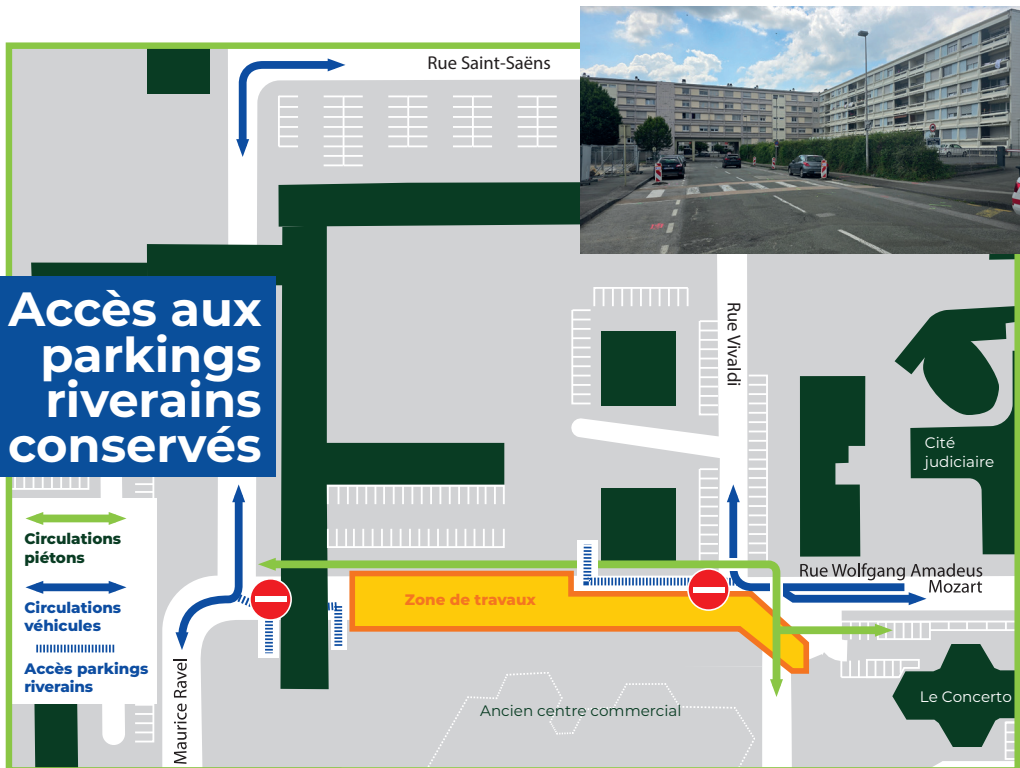 Rue Saint-Saëns
Accès aux
parkings
riverains
conservés
Rue Vivaldi
Cité
judiciaire
Circulations
piétons
Circulations
véhicules
Accès parkings
riverains
Rue Wolfgang Amadeus
Mozart
Zone de travaux
Maurice Ravel
Ancien centre commercial
Le Concerto